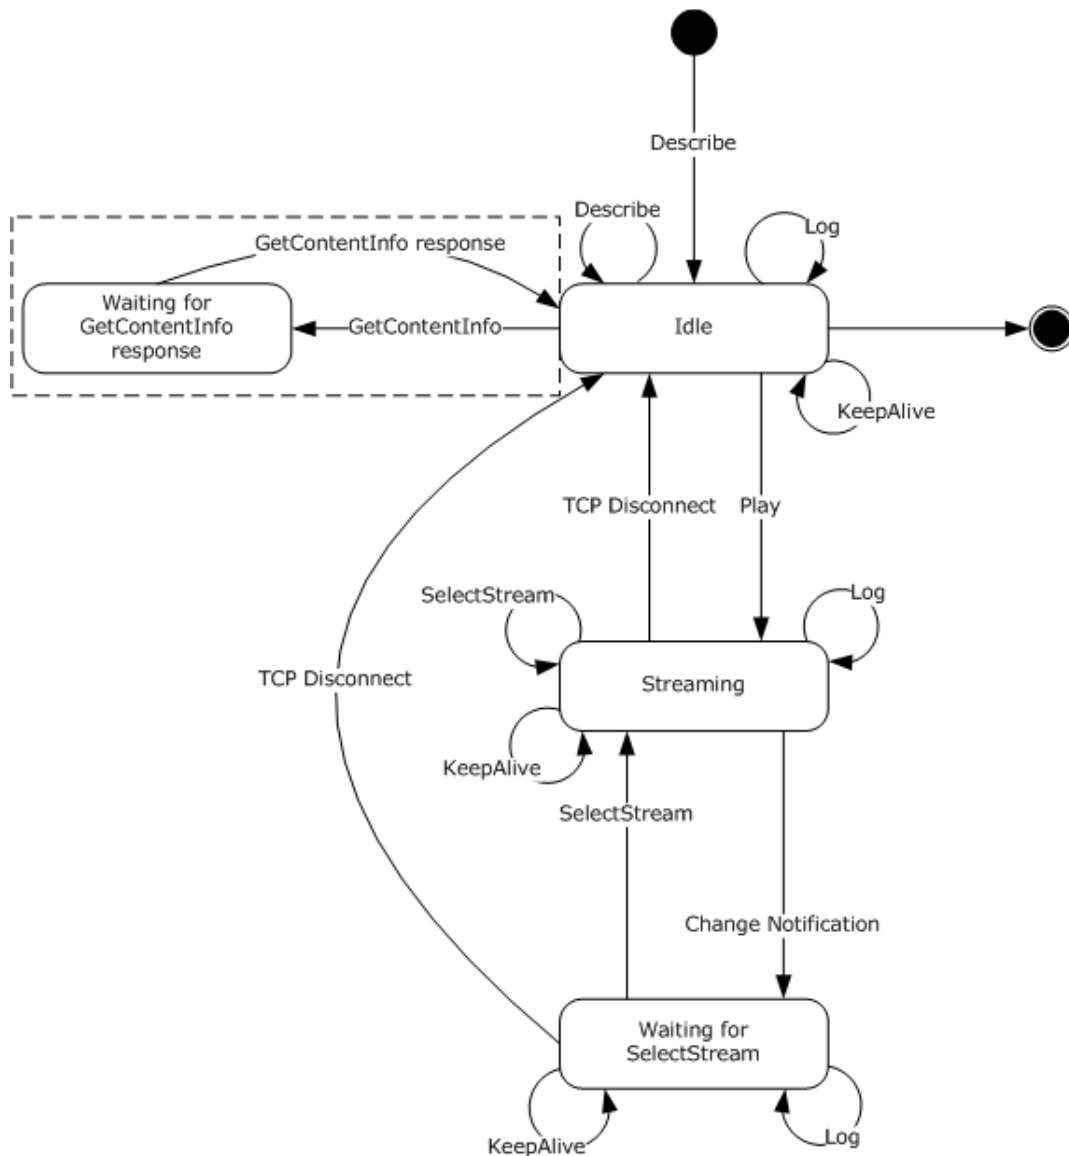 Describe
Describe
Log
GetContentInfo response
Waiting for
GetContentInfo
response
GetContentInfo
Idle
KeepAlive
TCP Disconnect
Play
SelectStream
Log
TCP Disconnect
Streaming
KeepAlive
SelectStream
Change Notification
Waiting for
SelectStream
KeepAlive
Log